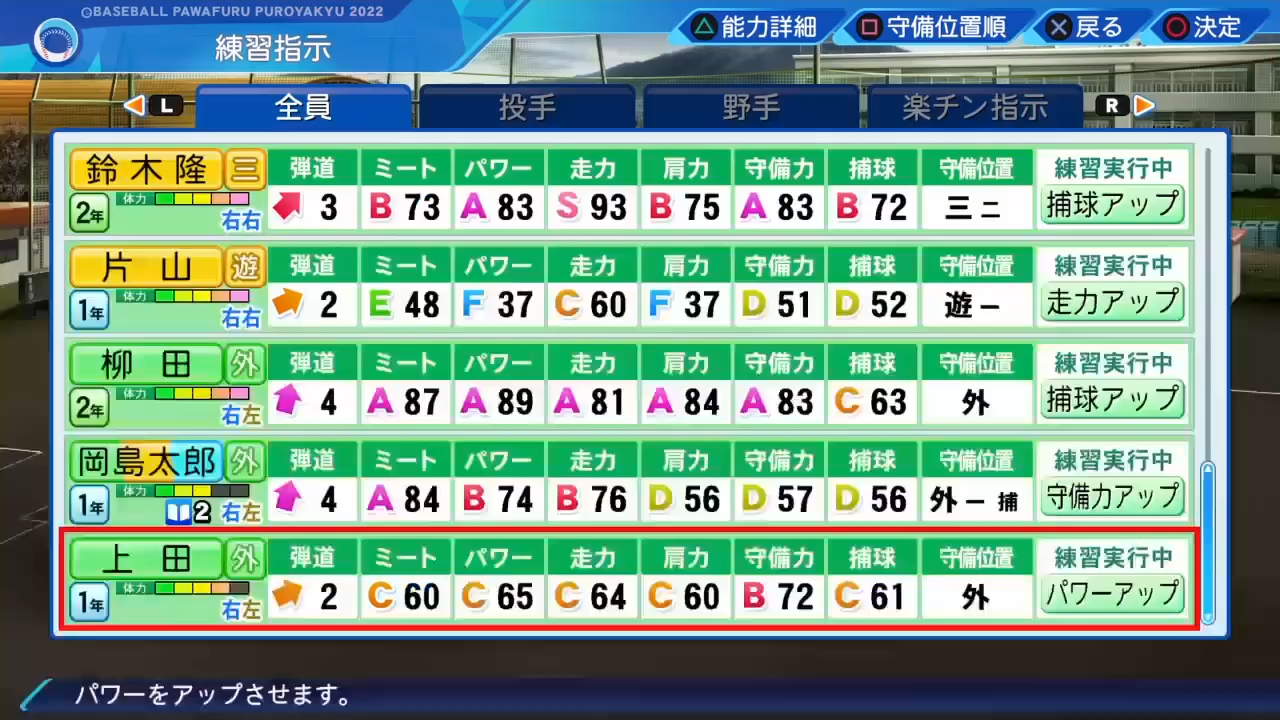 ©BASEBALL PAWAFURU PUROYAKYU 2022
練習指示
△能力詳細 □守備位置順 ×戻る ○決定
L 全員 投手 野手 楽チン指示 R
鈴木隆 三 弾道 ミート パワー 走力 肩力 守備力 捕球 守備位置 練習実行中
2年 体力 右右 3 B 73 A 83 S 93 B 75 A 83 B 72 三二 捕球アップ
片山 遊 弾道 ミート パワー 走力 肩力 守備力 捕球 守備位置 練習実行中
1年 体力 右右 2 E 48 F 37 C 60 F 37 D 51 D 52 遊一 走力アップ
柳田 外 弾道 ミート パワー 走力 肩力 守備力 捕球 守備位置 練習実行中
2年 体力 右左 4 A 87 A 89 A 81 A 84 A 83 C 63 外 捕球アップ
岡島太郎 外 弾道 ミート パワー 走力 肩力 守備力 捕球 守備位置 練習実行中
1年 体力 2 右左 4 A 84 B 74 B 76 D 56 D 57 D 56 外一捕 守備力アップ
上田 外 弾道 ミート パワー 走力 肩力 守備力 捕球 守備位置 練習実行中
1年 体力 右左 2 C 60 C 65 C 64 C 60 B 72 C 61 外 パワーアップ
パワーをアップさせます。